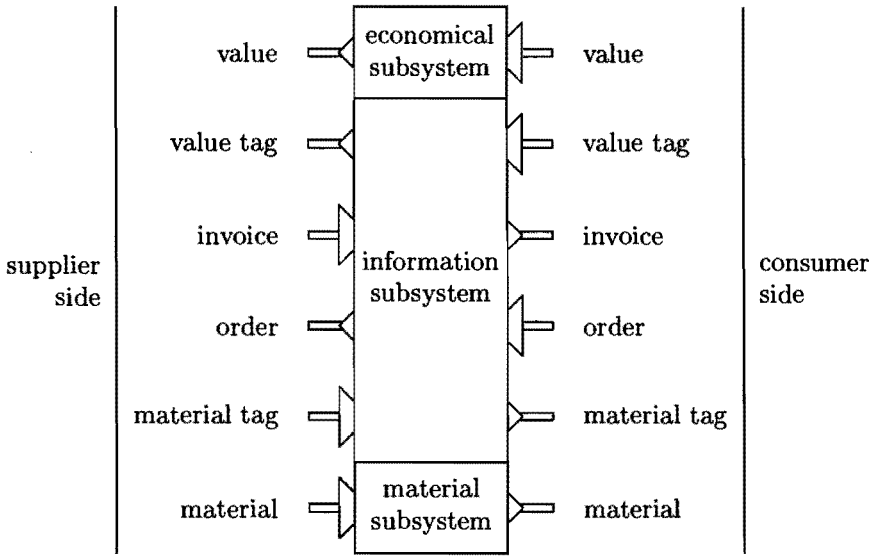 economical
subsystem
value
value
value tag
value tag
invoice
invoice
supplier
side
information
subsystem
consumer
side
order
order
material tag
material tag
material
subsystem
material
material